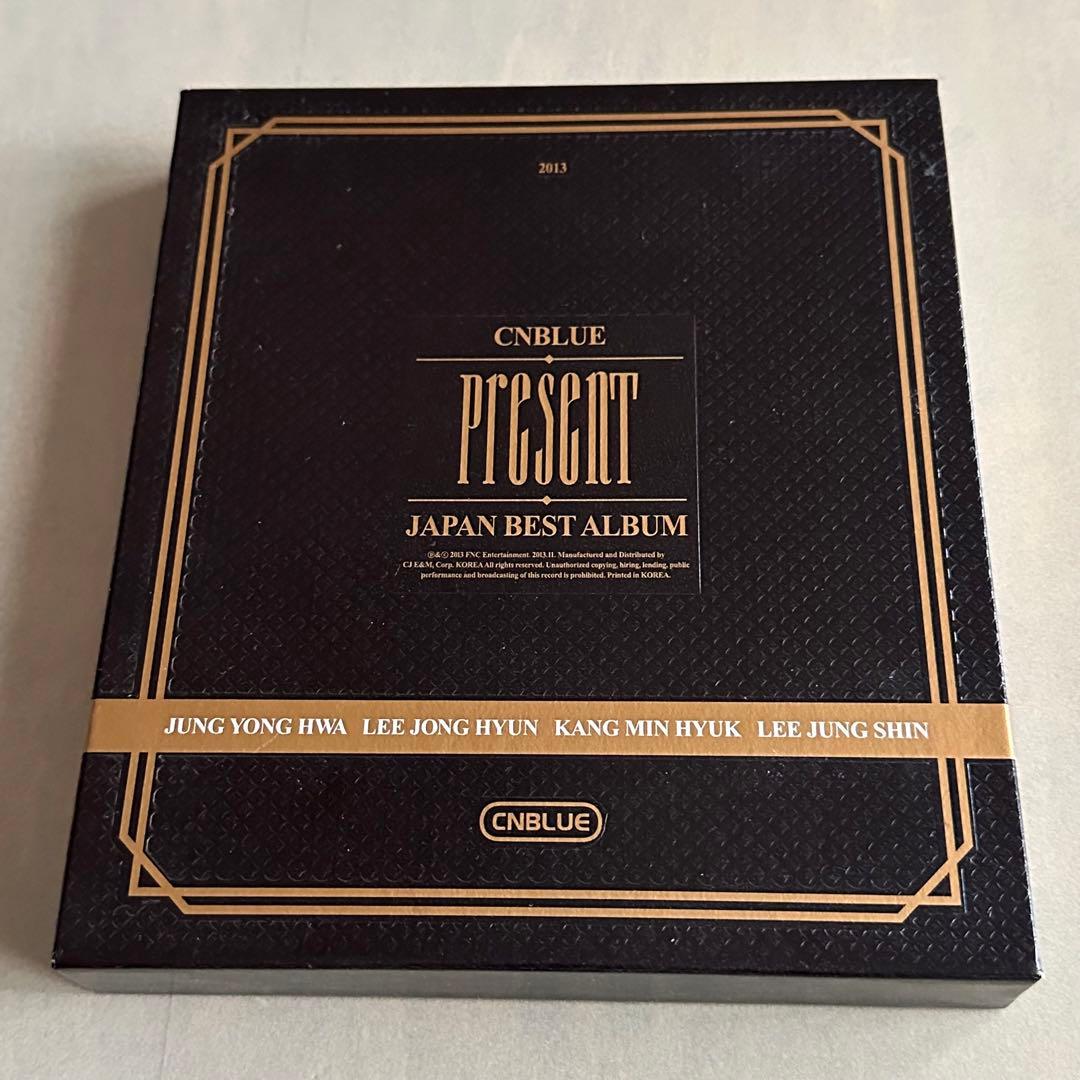 2013
CNBLUE
PresenT
JAPAN BEST ALBUM
℗&© 2013 FNC Entertainment. 2013.11. Manufactured and Distributed by
CJ E&M, Corp. KOREA All rights reserved. Unauthorized copying, hiring, lending, public
performance and broadcasting of this record is prohibited. Printed in KOREA.
JUNG YONG HWA LEE JONG HYUN KANG MIN HYUK LEE JUNG SHIN
CNBLUE